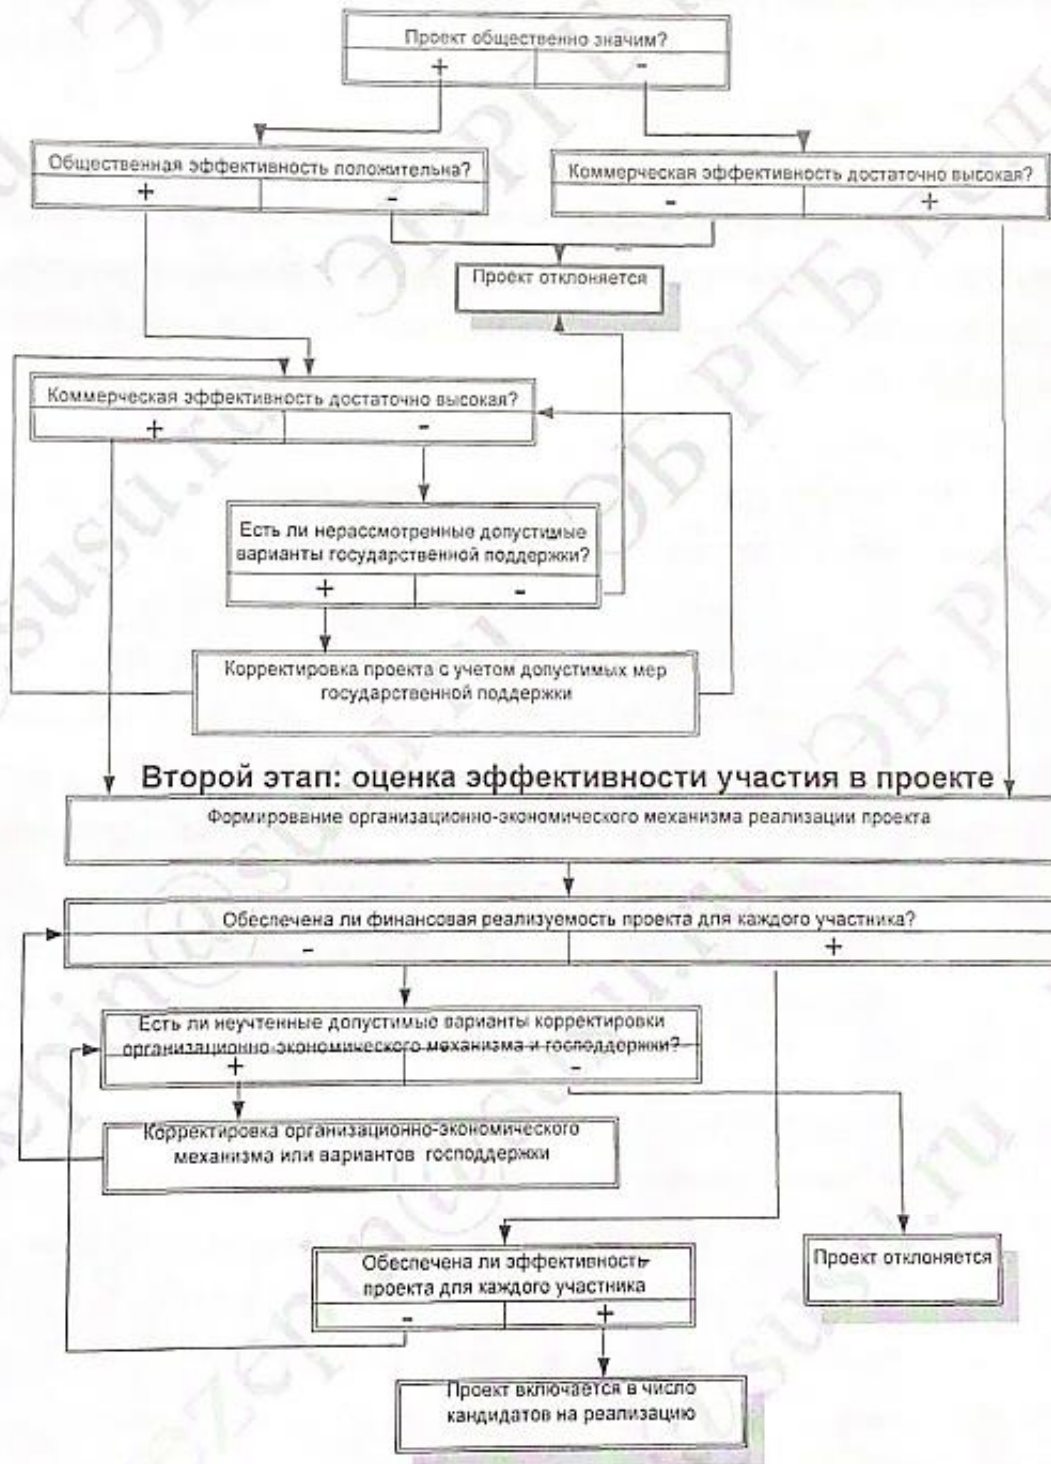 Проект общественно значим?
+ -
Общественная эффективность положительна?
+ -
Коммерческая эффективность достаточно высокая?
- +
Проект отклоняется
Коммерческая эффективность достаточно высокая?
+ -
Есть ли нерассмотренные допустимые
варианты государственной поддержки?
+ -
Корректировка проекта с учетом допустимых мер
государственной поддержки
Второй этап: оценка эффективности участия в проекте
Формирование организационно-экономического механизма реализации проекта
Обеспечена ли финансовая реализуемость проекта для каждого участника?
- +
Есть ли неучтенные допустимые варианты корректировки
организационно-экономического механизма и господдержки?
+ -
Корректировка организационно-экономического
механизма или вариантов господдержки
Обеспечена ли эффективность
проекта для каждого участника
- +
Проект отклоняется
Проект включается в число
кандидатов на реализацию